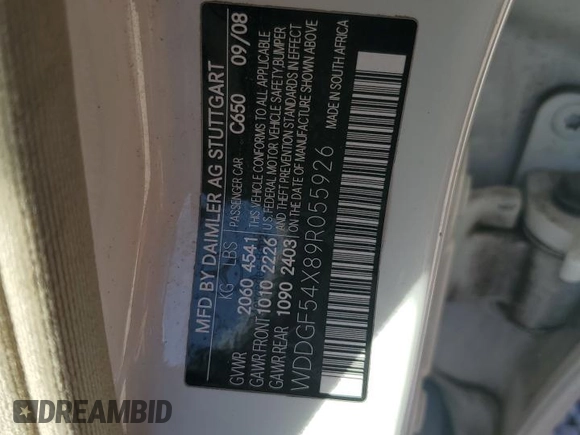 MFD BY DAIMLER AG STUTTGART
PASSENGER CAR C650 09/08
KG LBS
GVWR 2060 4541
GAWR FRONT 1010 2226
GAWR REAR 1090 2403
THIS VEHICLE CONFORMS TO ALL APPLICABLE
U.S. FEDERAL MOTOR VEHICLE SAFETY,BUMPER
AND THEFT PREVENTION STANDARDS IN EFFECT
ON THE DATE OF MANUFACTURE SHOWN ABOVE
WDDGF54X89R055926
MADE IN SOUTH AFRICA
DREAMBID